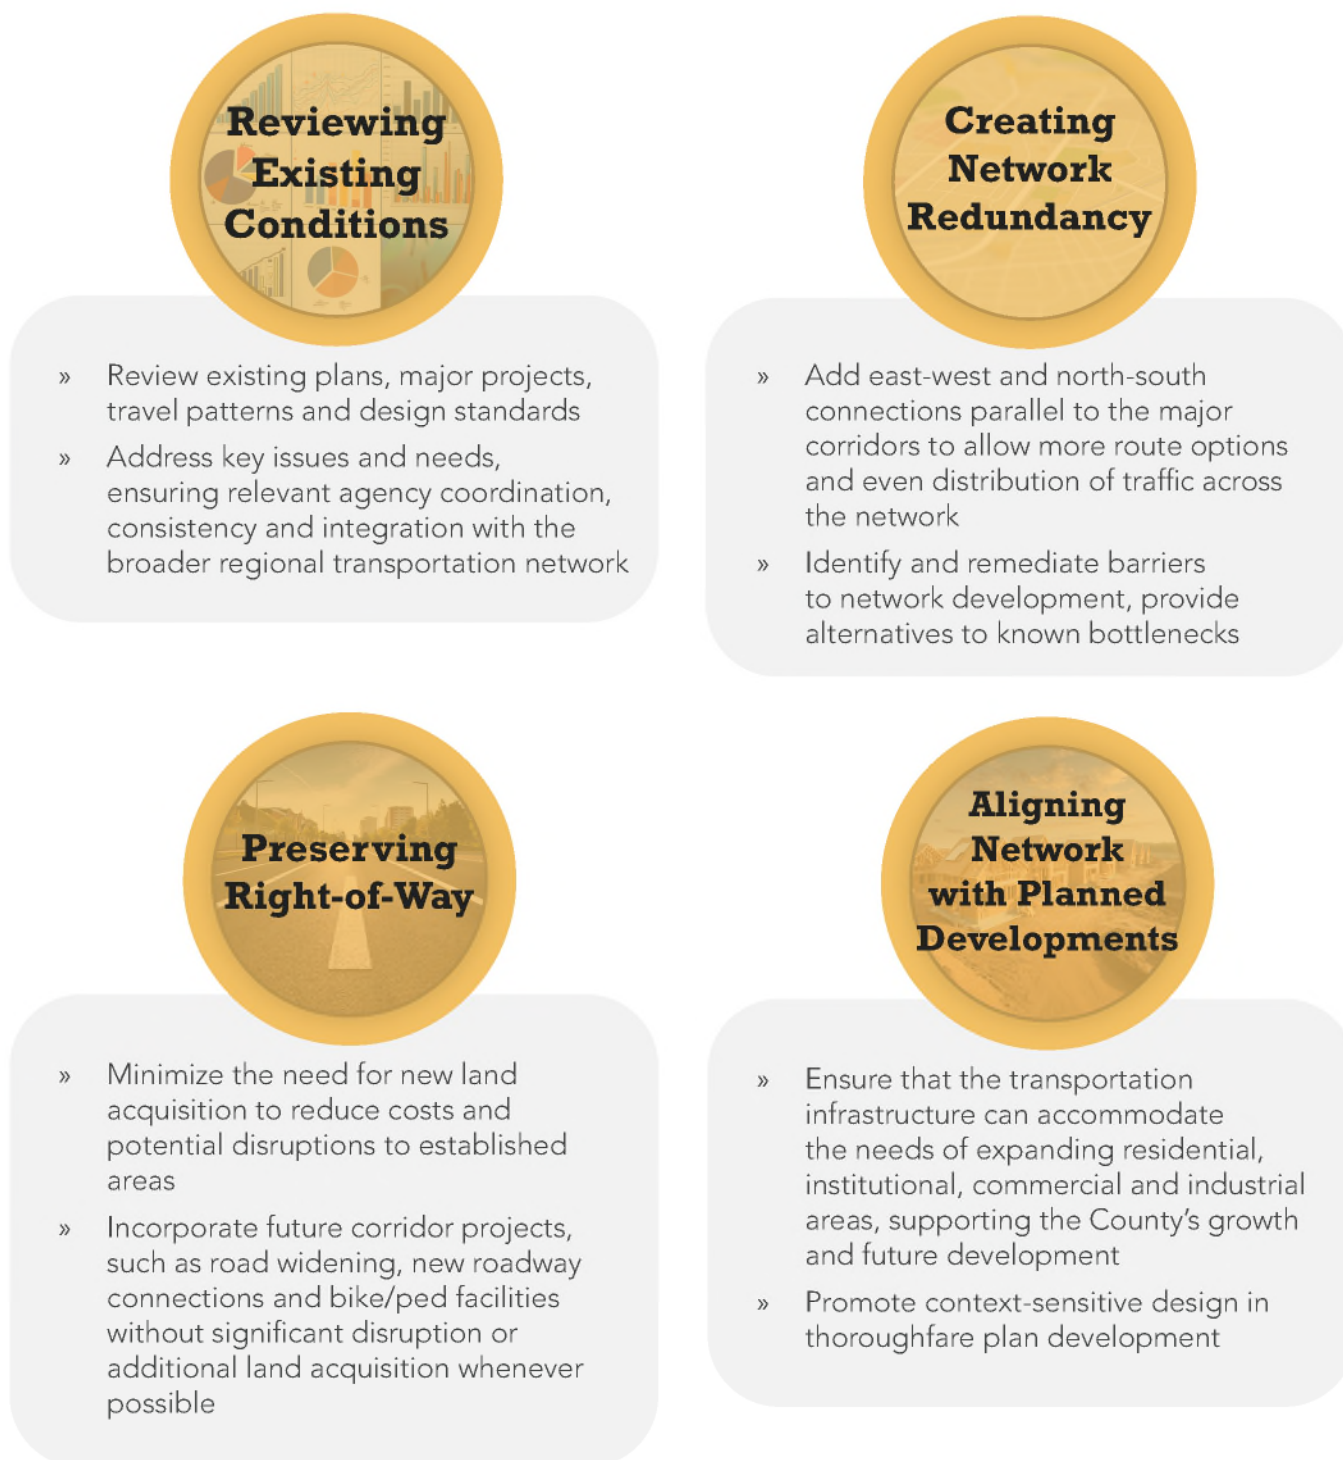 Reviewing
Existing
Conditions
» Review existing plans, major projects,
travel patterns and design standards
» Address key issues and needs,
ensuring relevant agency coordination,
consistency and integration with the
broader regional transportation network
Creating
Network
Redundancy
» Add east-west and north-south
connections parallel to the major
corridors to allow more route options
and even distribution of traffic across
the network
» Identify and remediate barriers
to network development, provide
alternatives to known bottlenecks
Preserving
Right-of-Way
» Minimize the need for new land
acquisition to reduce costs and
potential disruptions to established
areas
» Incorporate future corridor projects,
such as road widening, new roadway
connections and bike/ped facilities
without significant disruption or
additional land acquisition whenever
possible
Aligning
Network
with Planned
Developments
» Ensure that the transportation
infrastructure can accommodate
the needs of expanding residential,
institutional, commercial and industrial
areas, supporting the County’s growth
and future development
» Promote context-sensitive design in
thoroughfare plan development